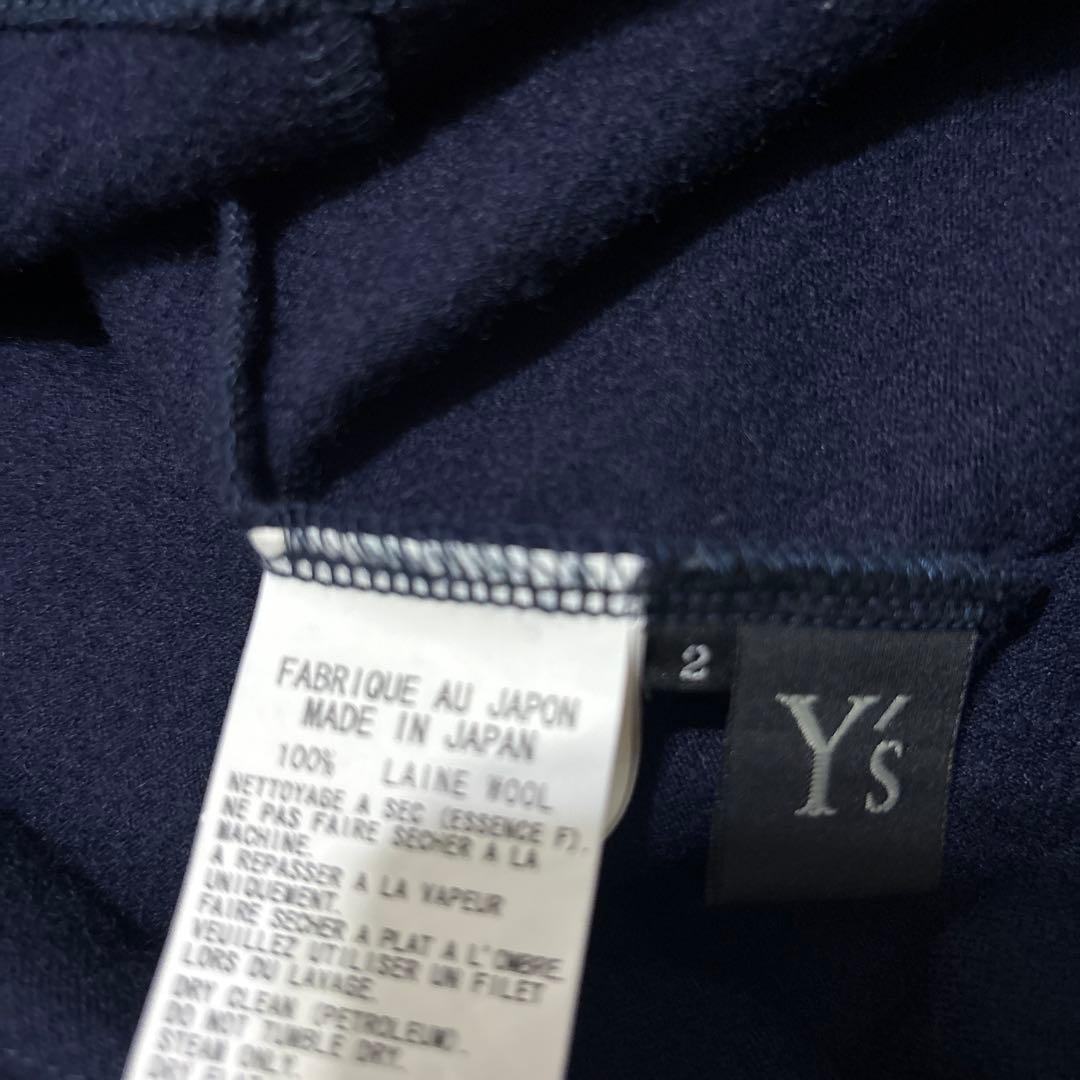 FABRIQUE AU JAPON
MADE IN JAPAN
100% LAINE WOOL
NETTOYAGE A SEC (ESSENCE F).
NE PAS FAIRE SECHER A LA
MACHINE.
A REPASSER A LA VAPEUR
UNIQUEMENT.
FAIRE SECHER A PLAT A L'OMBRE.
VEUILLEZ UTILISER UN FILET
LORS DU LAVAGE.
DRY CLEAN (PETROLEUM).
DO NOT TUMBLE DRY.
STEAM ONLY.
DRY
2
Y's